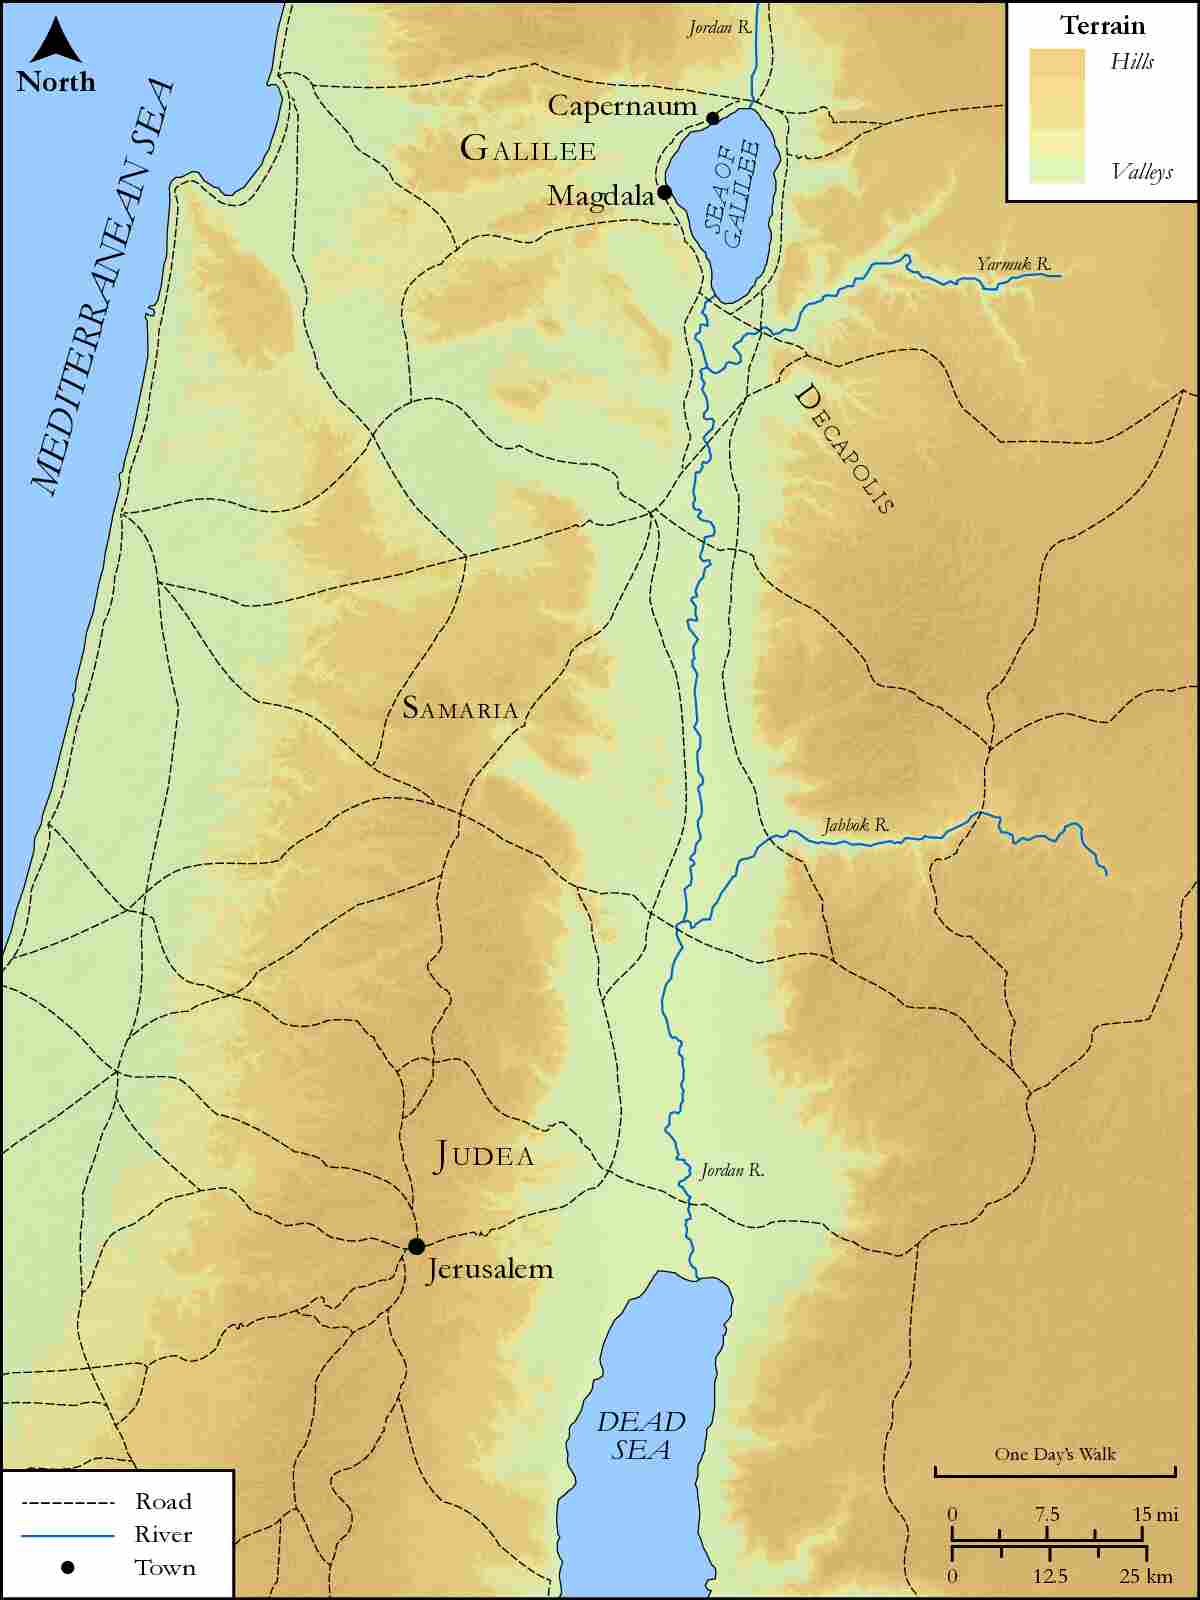 Jordan R.
Terrain
Hills
Valleys
North
MEDITERRANEAN SEA
Capernaum
GALILEE
SEA OF
GALILEE
Magdala
Yarmuk R.
DECAPOLIS
SAMARIA
Jabbok R.
JUDEA
Jordan R.
Jerusalem
DEAD
SEA
One Day's Walk
0 7.5 15 mi
0 12.5 25 km
Road
River
Town